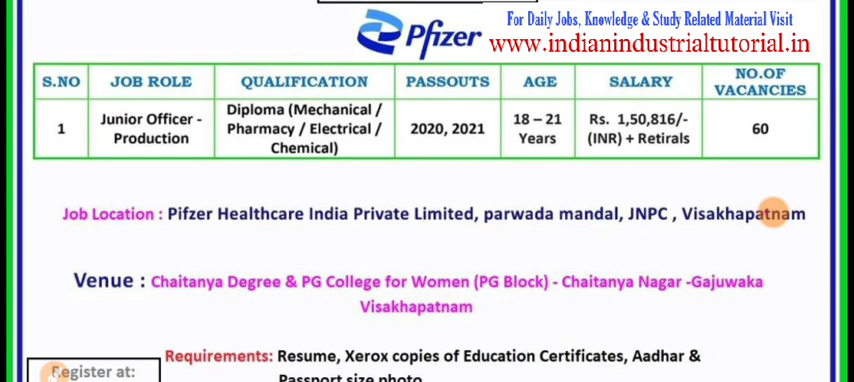 For Daily Jobs, Knowledge & Study Related Material Visit
Pfizer
www.indianindustrialtutorial.in
S.NO JOB ROLE QUALIFICATION PASSOUTS AGE SALARY NO.OF VACANCIES
1 Junior Officer - Production Diploma (Mechanical / Pharmacy / Electrical / Chemical) 2020, 2021 18 – 21 Years Rs. 1,50,816/- (INR) + Retirals 60
Job Location : Pifzer Healthcare India Private Limited, parwada mandal, JNPC , Visakhapatnam
Venue : Chaitanya Degree & PG College for Women (PG Block) - Chaitanya Nagar -Gajuwaka
Visakhapatnam
Requirements: Resume, Xerox copies of Education Certificates, Aadhar &
Register at:
Passport size photo